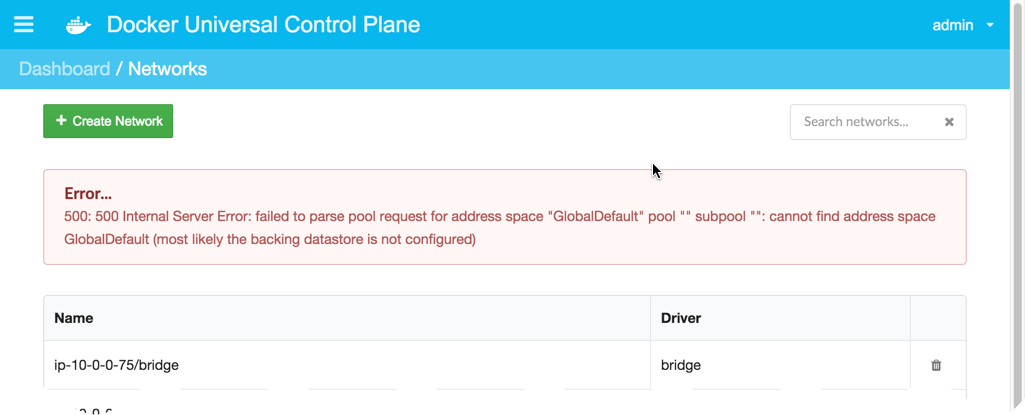 Docker Universal Control Plane
admin
Dashboard / Networks
+ Create Network
Search networks...
Error...
500: 500 Internal Server Error: failed to parse pool request for address space "GlobalDefault" pool "" subpool "": cannot find address space
GlobalDefault (most likely the backing datastore is not configured)
Name Driver
ip-10-0-0-75/bridge bridge